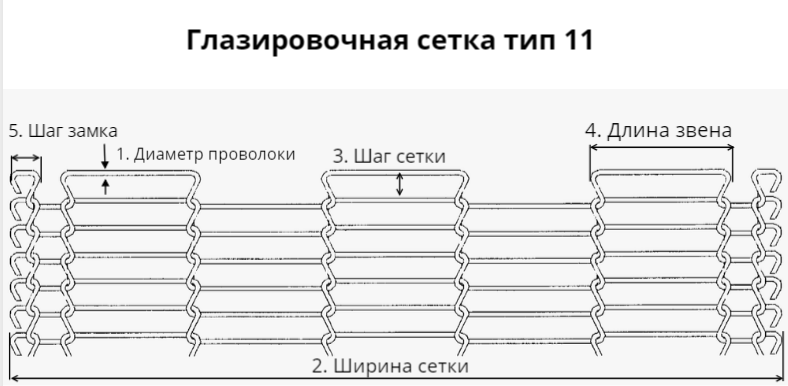 Глазировочная сетка тип 11
5. Шаг замка
1. Диаметр проволоки
3. Шаг сетки
4. Длина звена
2. Ширина сетки